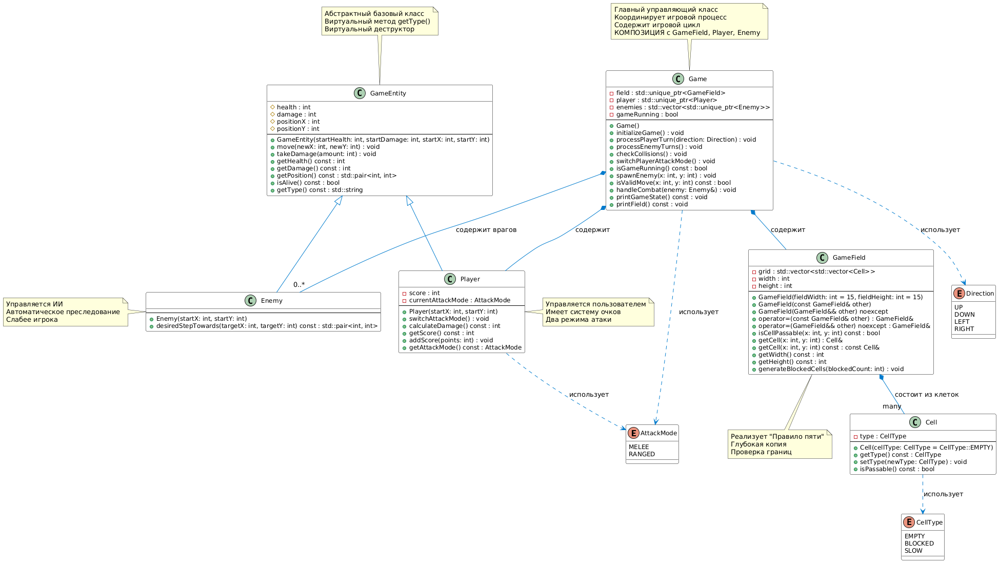 Абстрактный базовый класс
Виртуальный метод getType()
Виртуальный деструктор
Главный управляющий класс
Координирует игровой процесс
Содержит игровой цикл
КОМПОЗИЦИЯ с GameField, Player, Enemy
C GameEntity
health : int
damage : int
positionX : int
positionY : int
GameEntity(startHealth: int, startDamage: int, startX: int, startY: int)
move(newX: int, newY: int) : void
takeDamage(amount: int) : void
getHealth() const : int
getDamage() const : int
getPosition() const : std::pair<int, int>
isAlive() const : bool
getType() const : std::string
C Game
field : std::unique_ptr<GameField>
player : std::unique_ptr<Player>
enemies : std::vector<std::unique_ptr<Enemy>>
gameRunning : bool
Game()
initializeGame() : void
processPlayerTurn(direction: Direction) : void
processEnemyTurns() : void
checkCollisions() : void
switchPlayerAttackMode() : void
isGameRunning() const : bool
spawnEnemy(x: int, y: int) : void
isValidMove(x: int, y: int) const : bool
handleCombat(enemy: Enemy&) : void
printGameState() const : void
printField() const : void
содержит врагов
содержит
содержит
использует
0..*
Управляется ИИ
Автоматическое преследование
Слабее игрока
C Enemy
Enemy(startX: int, startY: int)
desiredStepTowards(targetX: int, targetY: int) const : std::pair<int, int>
C Player
score : int
currentAttackMode : AttackMode
Player(startX: int, startY: int)
switchAttackMode() : void
calculateDamage() const : int
getScore() const : int
addScore(points: int) : void
getAttackMode() const : AttackMode
Управляется пользователем
Имеет систему очков
Два режима атаки
использует
C GameField
grid : std::vector<std::vector<Cell>>
width : int
height : int
GameField(fieldWidth: int = 15, fieldHeight: int = 15)
GameField(const GameField& other)
GameField(GameField&& other) noexcept
operator=(const GameField& other) : GameField&
operator=(GameField&& other) noexcept : GameField&
isCellPassable(x: int, y: int) const : bool
getCell(x: int, y: int) : Cell&
getCell(x: int, y: int) const : const Cell&
getWidth() const : int
getHeight() const : int
generateBlockedCells(blockedCount: int) : void
E Direction
UP
DOWN
LEFT
RIGHT
использует
состоит из клеток
many
E AttackMode
MELEE
RANGED
Реализует "Правило пяти"
Глубокая копия
Проверка границ
C Cell
type : CellType
Cell(cellType: CellType = CellType::EMPTY)
getType() const : CellType
setType(newType: CellType) : void
isPassable() const : bool
использует
E CellType
EMPTY
BLOCKED
SLOW